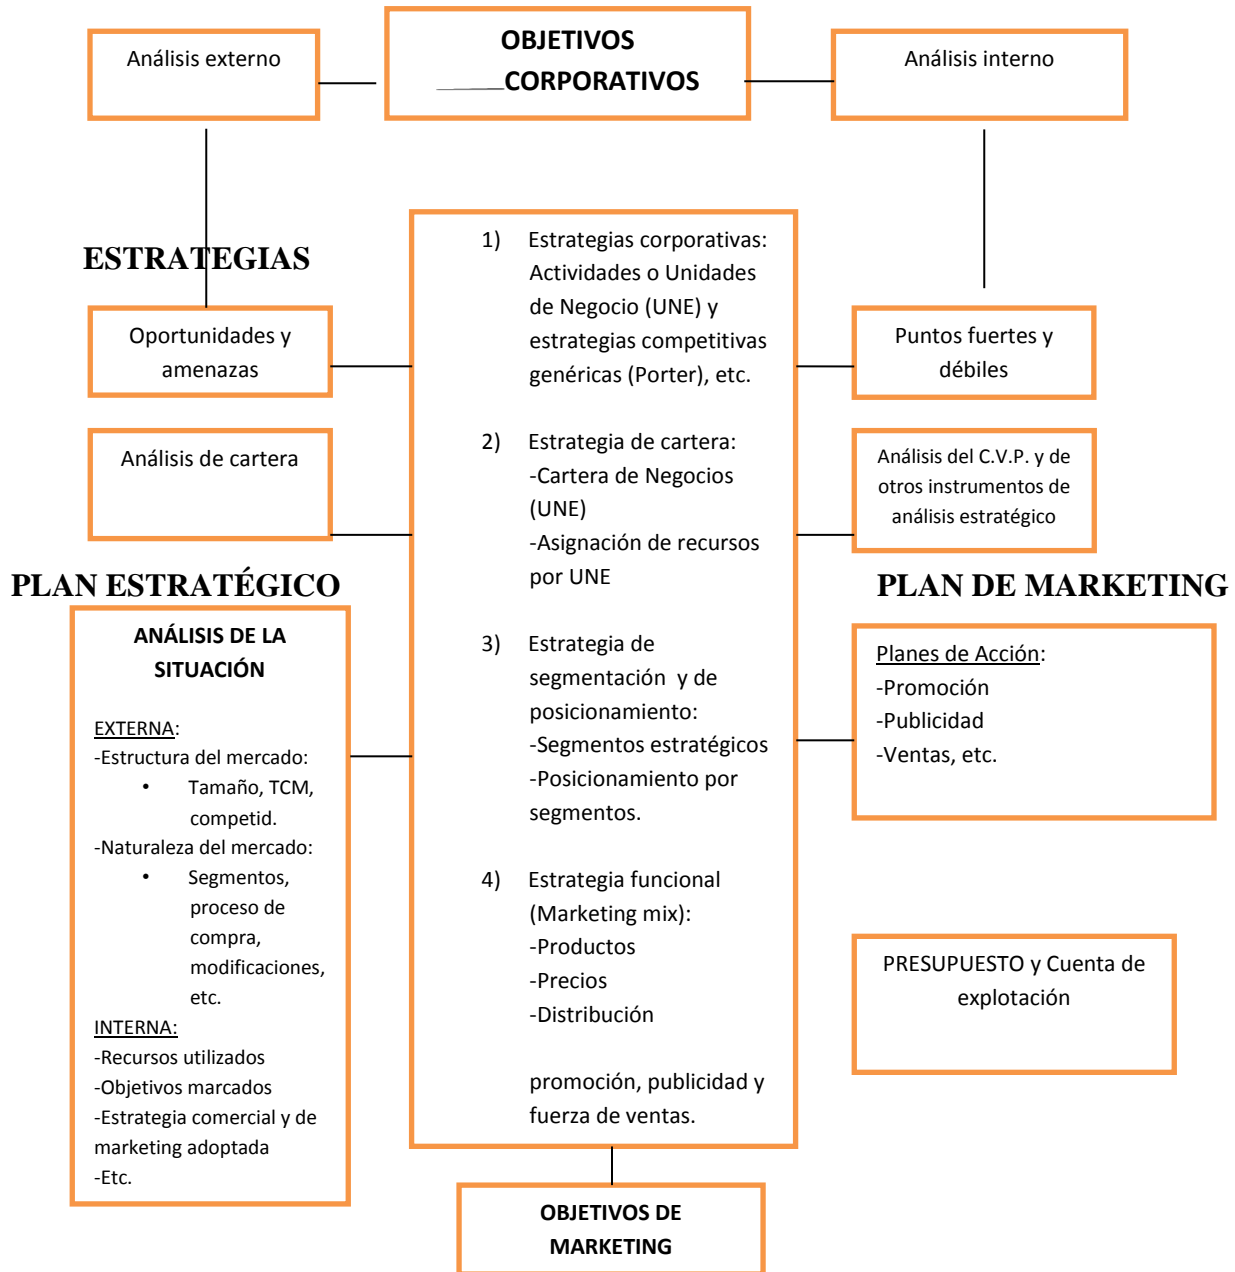 Análisis externo
OBJETIVOS
CORPORATIVOS
Análisis interno
ESTRATEGIAS
Oportunidades y
amenazas
Análisis de cartera
1) Estrategias corporativas:
Actividades o Unidades
de Negocio (UNE) y
estrategias competitivas
genéricas (Porter), etc.
2) Estrategia de cartera:
-Cartera de Negocios
(UNE)
-Asignación de recursos
por UNE
3) Estrategia de
segmentación y de
posicionamiento:
-Segmentos estratégicos
-Posicionamiento por
segmentos.
4) Estrategia funcional
(Marketing mix):
-Productos
-Precios
-Distribución
promoción, publicidad y
fuerza de ventas.
Puntos fuertes y
débiles
Análisis del C.V.P. y de
otros instrumentos de
análisis estratégico
PLAN ESTRATÉGICO
ANÁLISIS DE LA
SITUACIÓN
EXTERNA:
-Estructura del mercado:
• Tamaño, TCM,
competid.
-Naturaleza del mercado:
• Segmentos,
proceso de
compra,
modificaciones,
etc.
INTERNA:
-Recursos utilizados
-Objetivos marcados
-Estrategia comercial y de
marketing adoptada
-Etc.
PLAN DE MARKETING
Planes de Acción:
-Promoción
-Publicidad
-Ventas, etc.
PRESUPUESTO y Cuenta de
explotación
OBJETIVOS DE
MARKETING